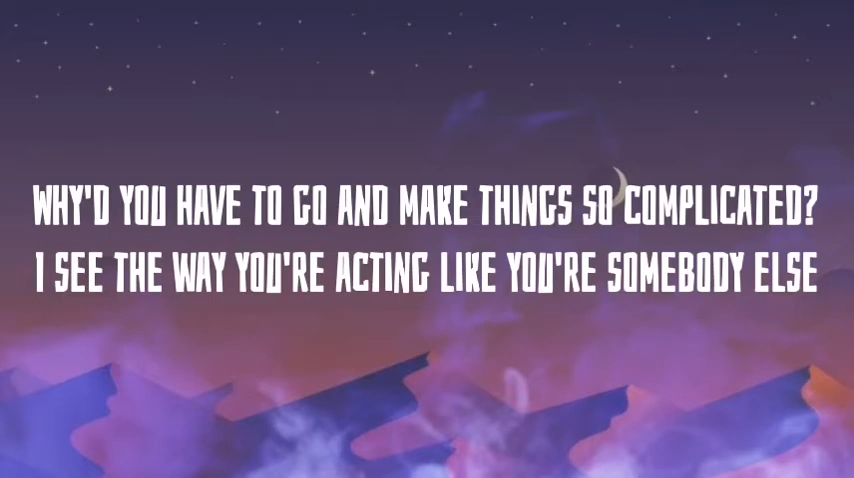 WHY'D YOU HAVE TO GO AND MAKE THINGS SO COMPLICATED?
I SEE THE WAY YOU'RE ACTING LIKE YOU'RE SOMEBODY ELSE